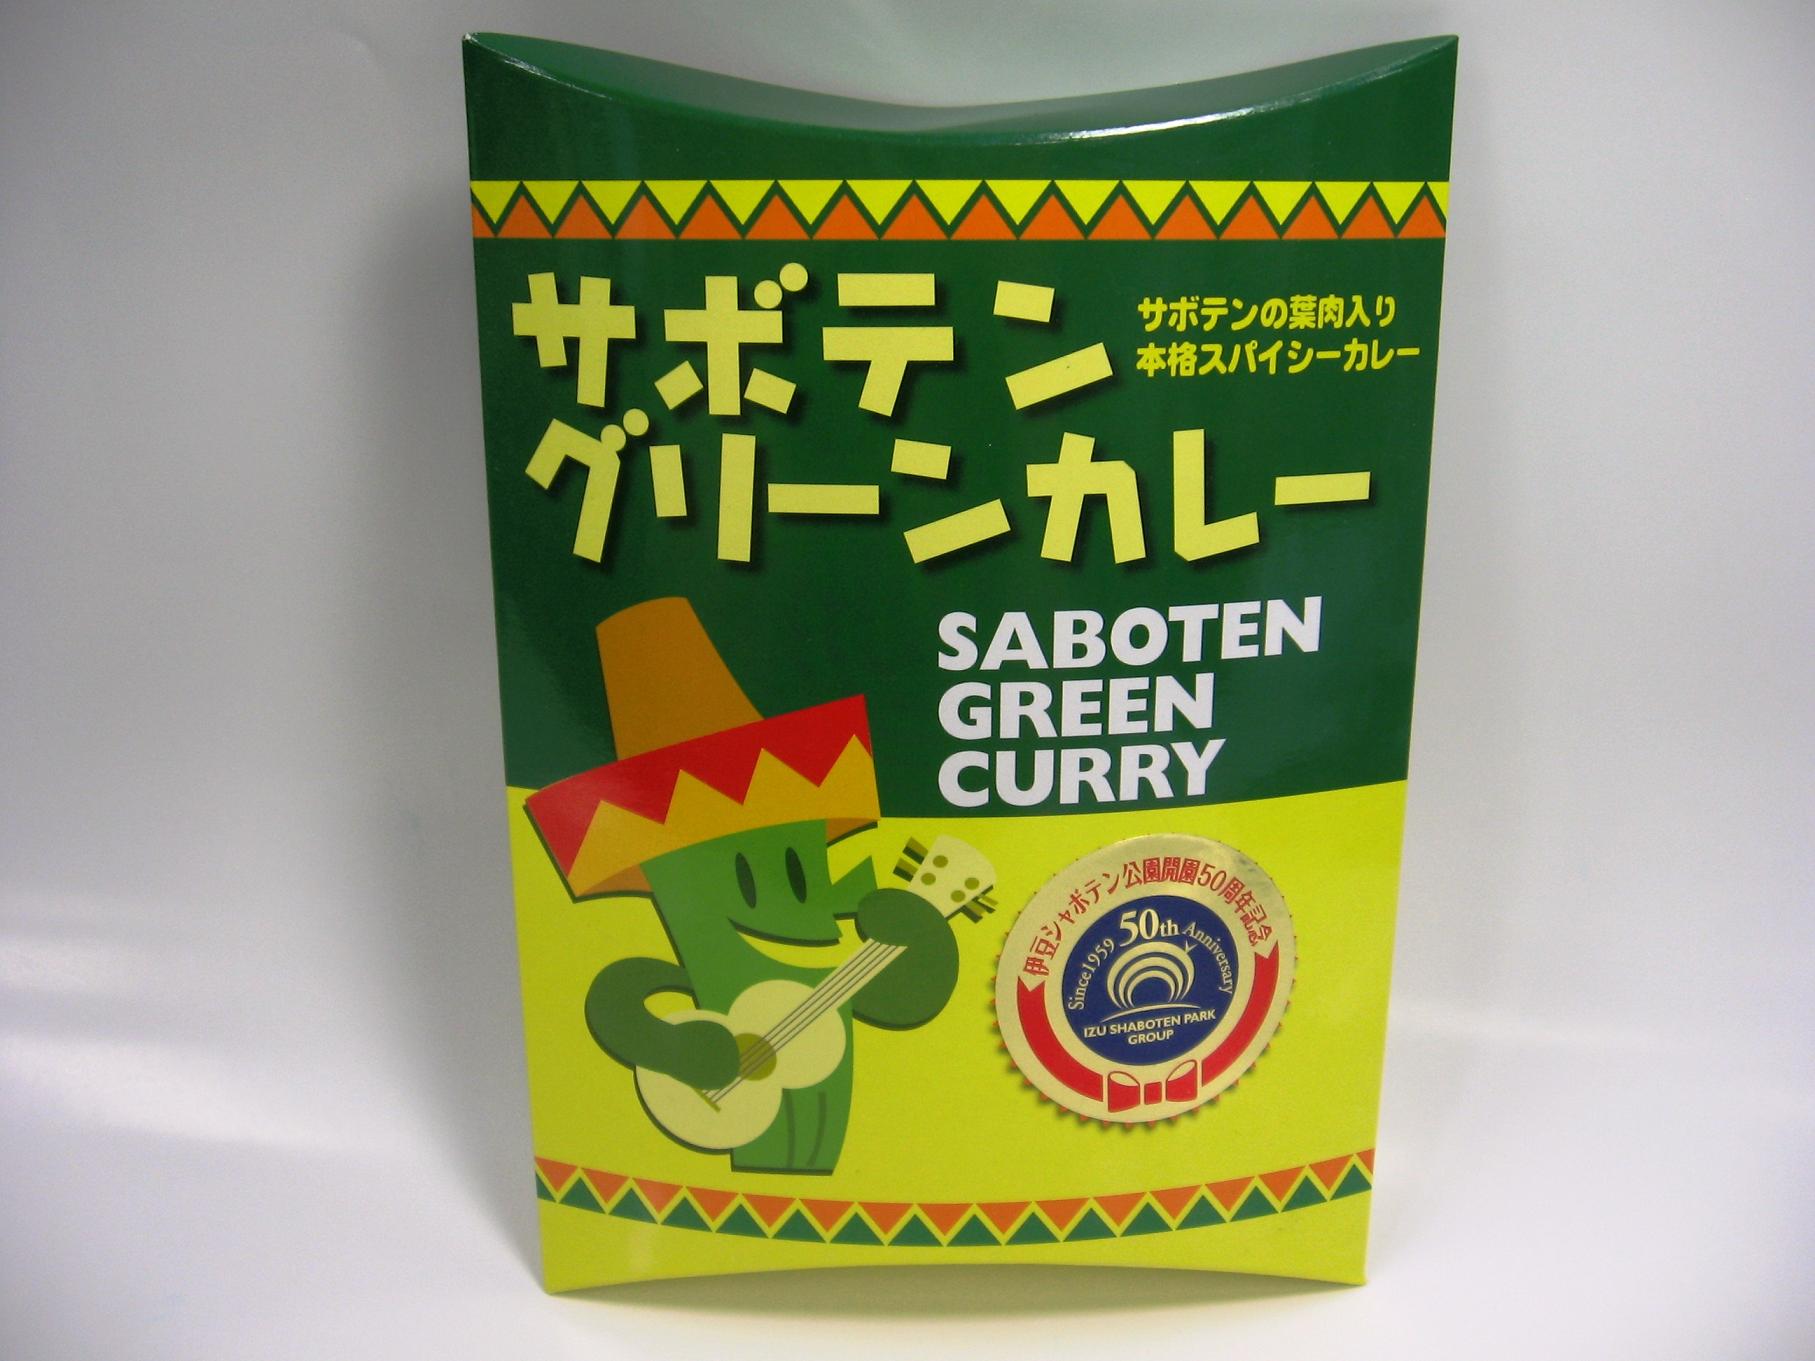 サボテン
グリーンカレー
サボテンの葉肉入り
本格スパイシーカレー
SABOTEN
GREEN
CURRY
伊豆シャボテン公園開園50周年記念
Since1959 50th Anniversary
IZU SHABOTEN PARK
GROUP